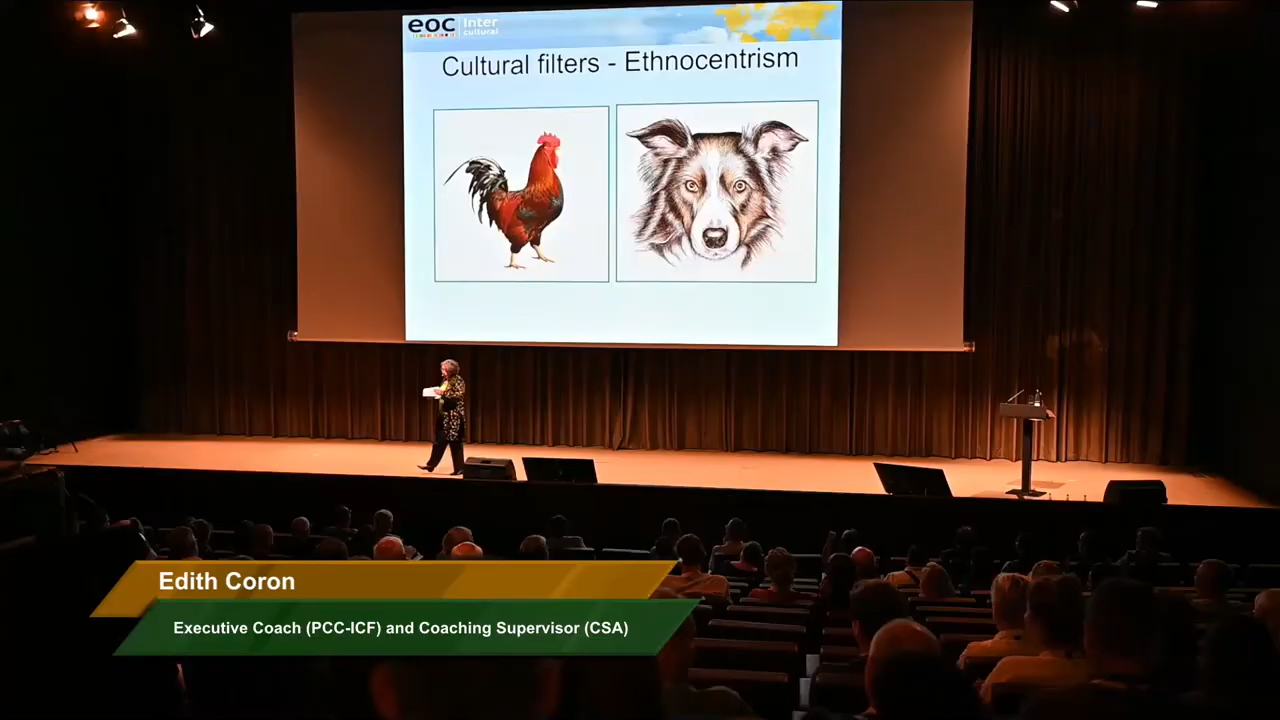 eoc Inter
cultural
Cultural filters - Ethnocentrism
Edith Coron
Executive Coach (PCC-ICF) and Coaching Supervisor (CSA)